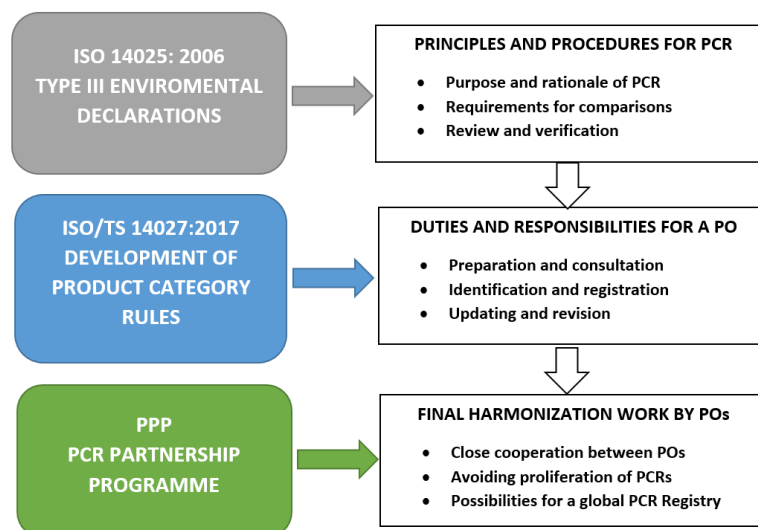 ISO 14025: 2006
TYPE III ENVIROMENTAL
DECLARATIONS
PRINCIPLES AND PROCEDURES FOR PCR
• Purpose and rationale of PCR
• Requirements for comparisons
• Review and verification
ISO/TS 14027:2017
DEVELOPMENT OF
PRODUCT CATEGORY
RULES
DUTIES AND RESPONSIBILITIES FOR A PO
• Preparation and consultation
• Identification and registration
• Updating and revision
PPP
PCR PARTNERSHIP
PROGRAMME
FINAL HARMONIZATION WORK BY POs
• Close cooperation between POs
• Avoiding proliferation of PCRs
• Possibilities for a global PCR Registry